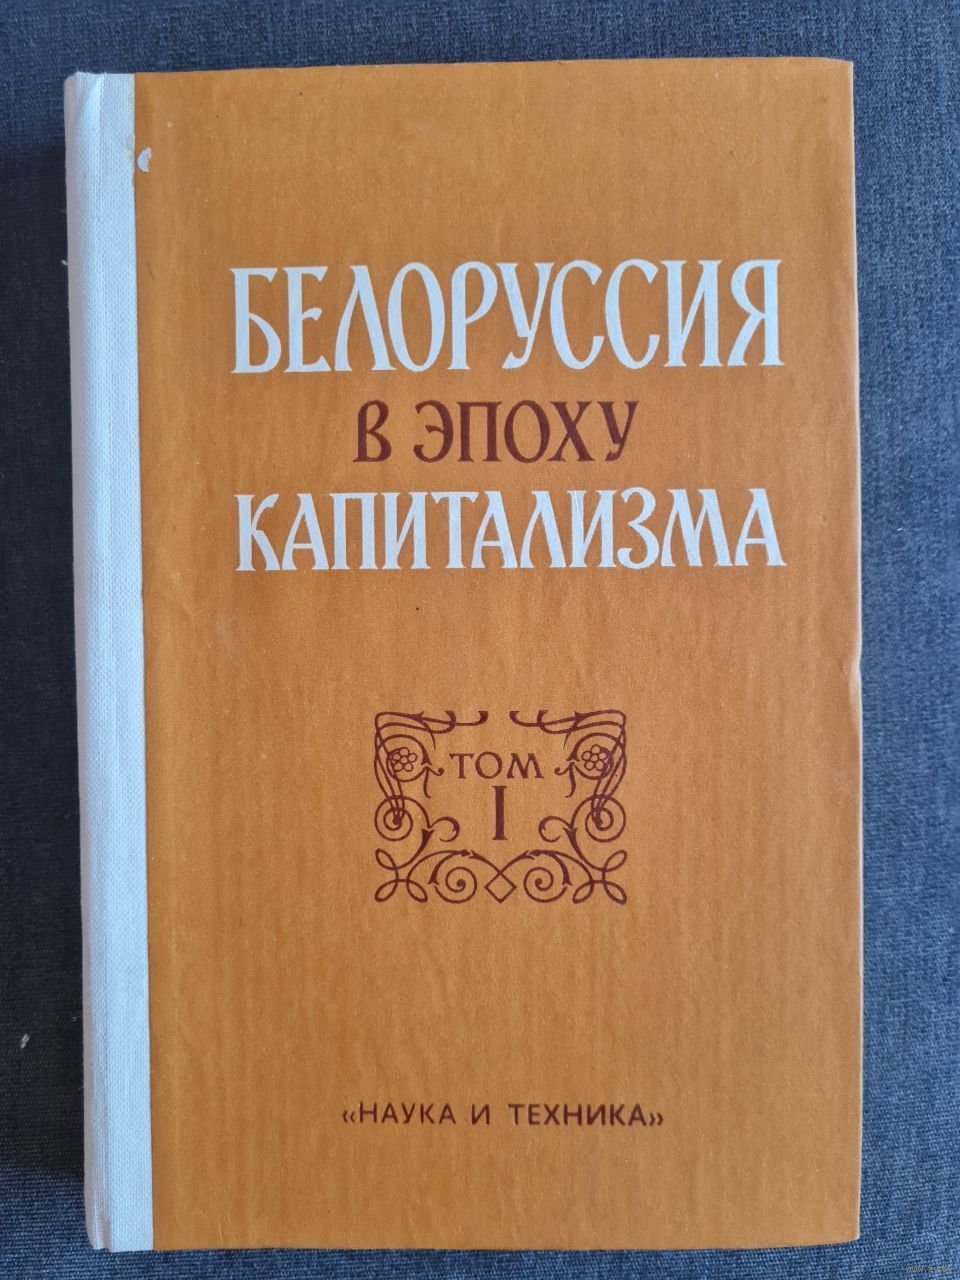 БЕЛОРУССИЯ
В ЭПОХУ
КАПИТАЛИЗМА
ТОМ
I
«НАУКА И ТЕХНИКА»